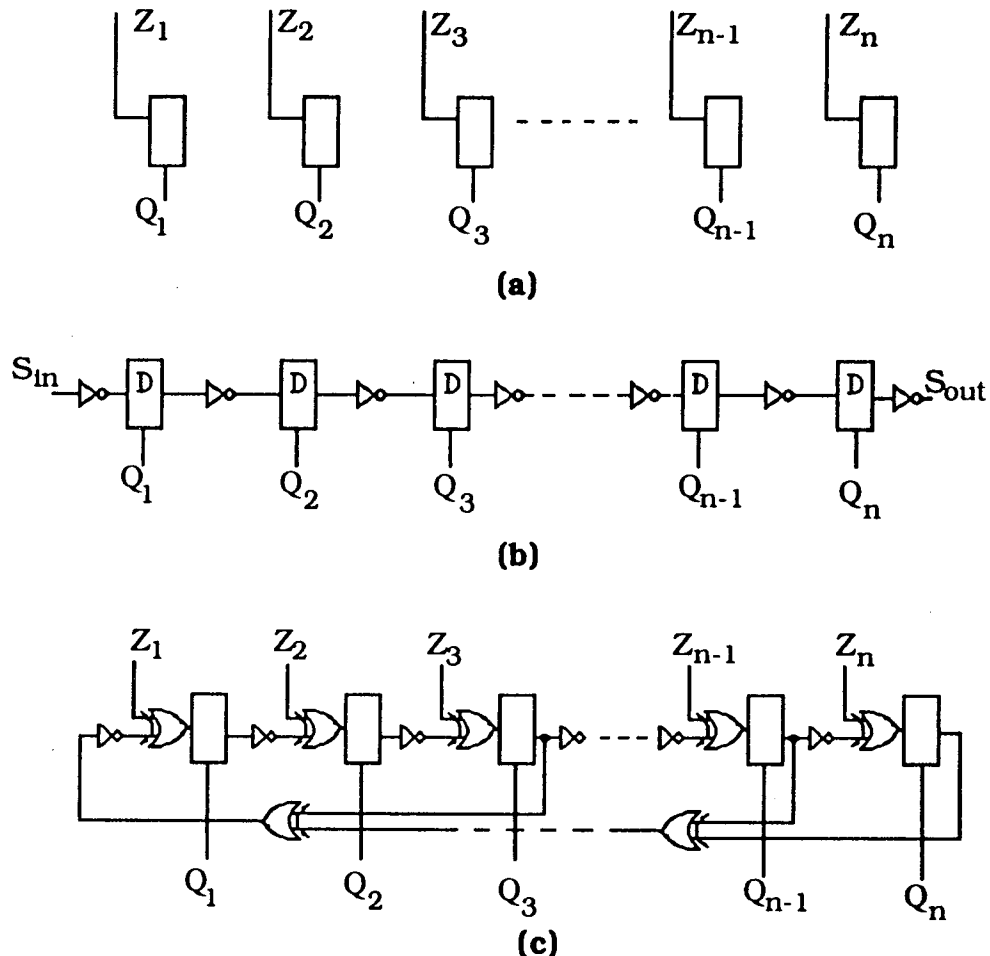 Z1 Z2 Z3 Zn-1 Zn
Q1 Q2 Q3 Qn-1 Qn
(a)
Sin D D D D D Sout
Q1 Q2 Q3 Qn-1 Qn
(b)
Z1 Z2 Z3 Zn-1 Zn
Q1 Q2 Q3 Qn-1 Qn
(c)